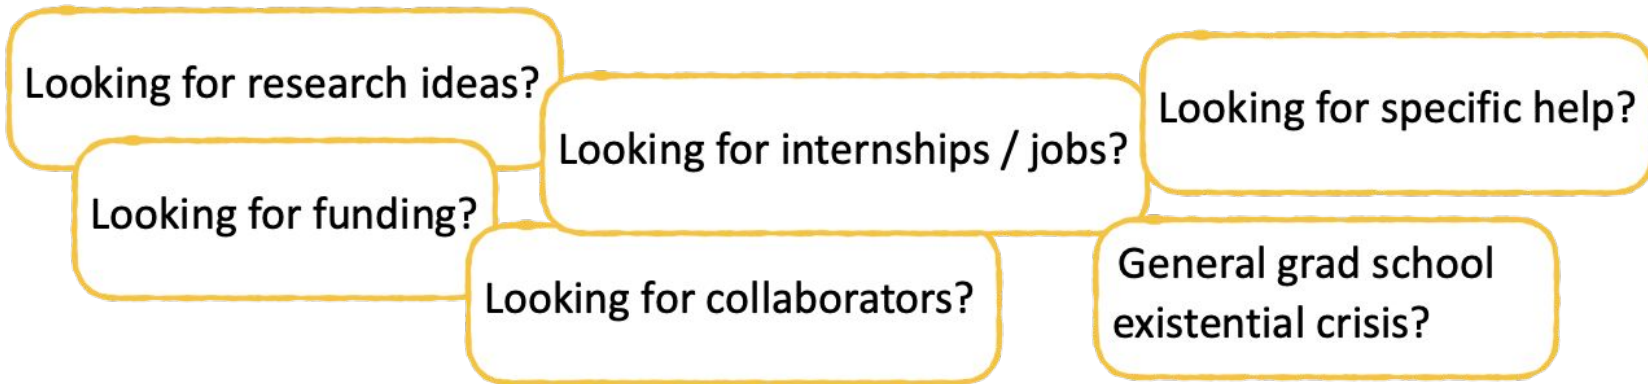 Looking for research ideas?
Looking for funding?
Looking for internships / jobs?
Looking for collaborators?
Looking for specific help?
General grad school
existential crisis?